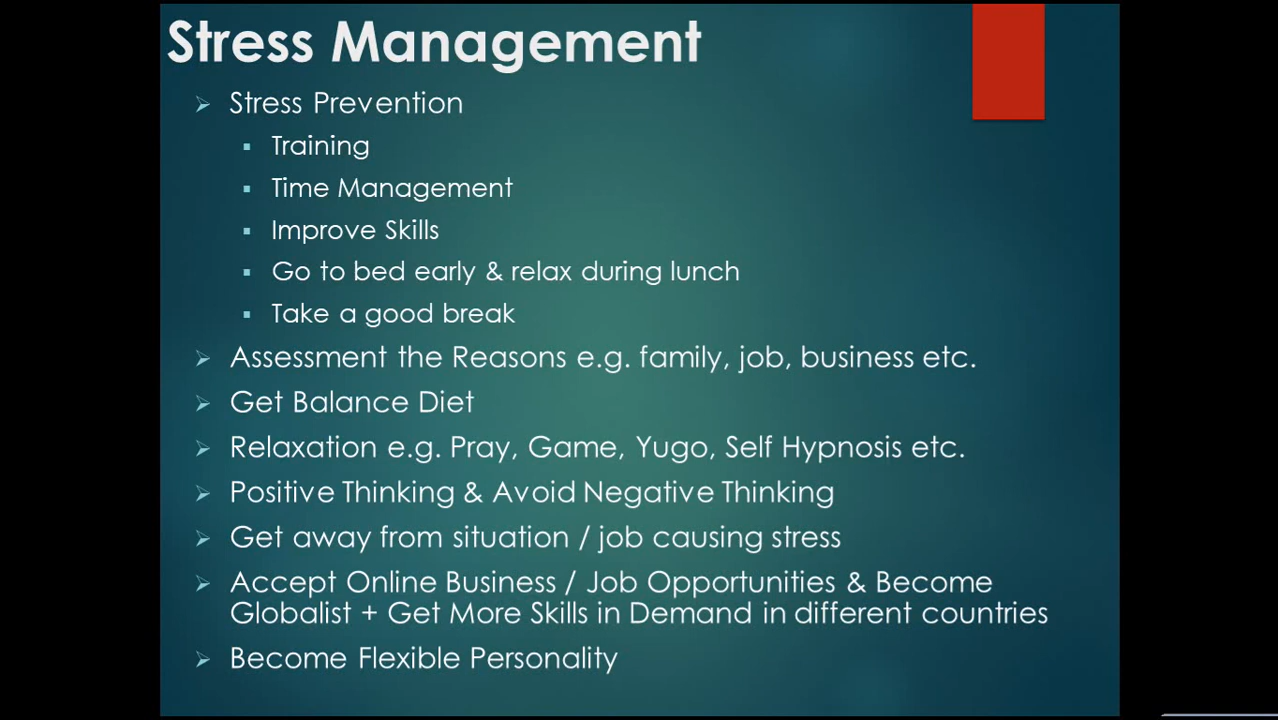 Stress Management
Stress Prevention
Training
Time Management
Improve Skills
Go to bed early & relax during lunch
Take a good break
Assessment the Reasons e.g. family, job, business etc.
Get Balance Diet
Relaxation e.g. Pray, Game, Yugo, Self Hypnosis etc.
Positive Thinking & Avoid Negative Thinking
Get away from situation / job causing stress
Accept Online Business / Job Opportunities & Become
Globalist + Get More Skills in Demand in different countries
Become Flexible Personality